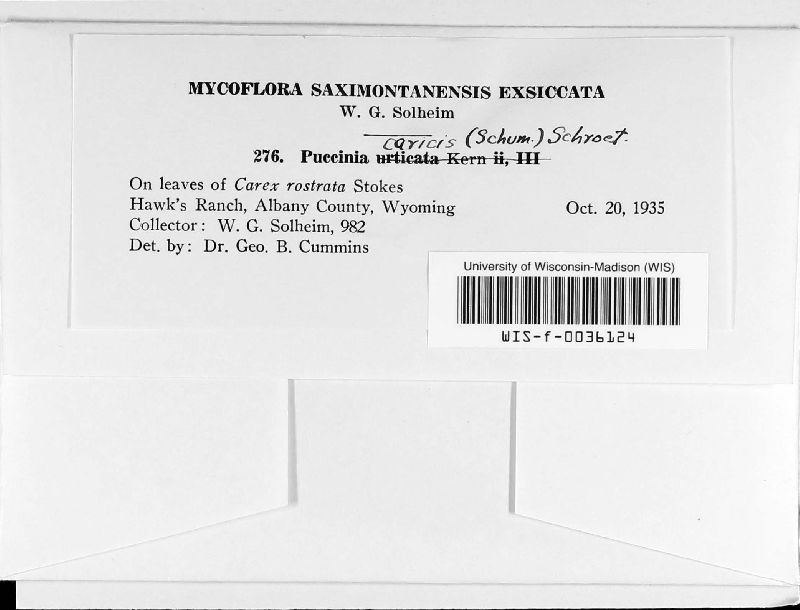 MYCOFLORA SAXIMONTANENSIS EXSICCATA
W. G. Solheim
caricis (Schum.) Schroet.
276. Puccinia urticata Kern ii, III
On leaves of Carex rostrata Stokes
Hawk's Ranch, Albany County, Wyoming Oct. 20, 1935
Collector: W. G. Solheim, 982
Det. by: Dr. Geo. B. Cummins
University of Wisconsin-Madison (WIS)
WIS-f-0036124